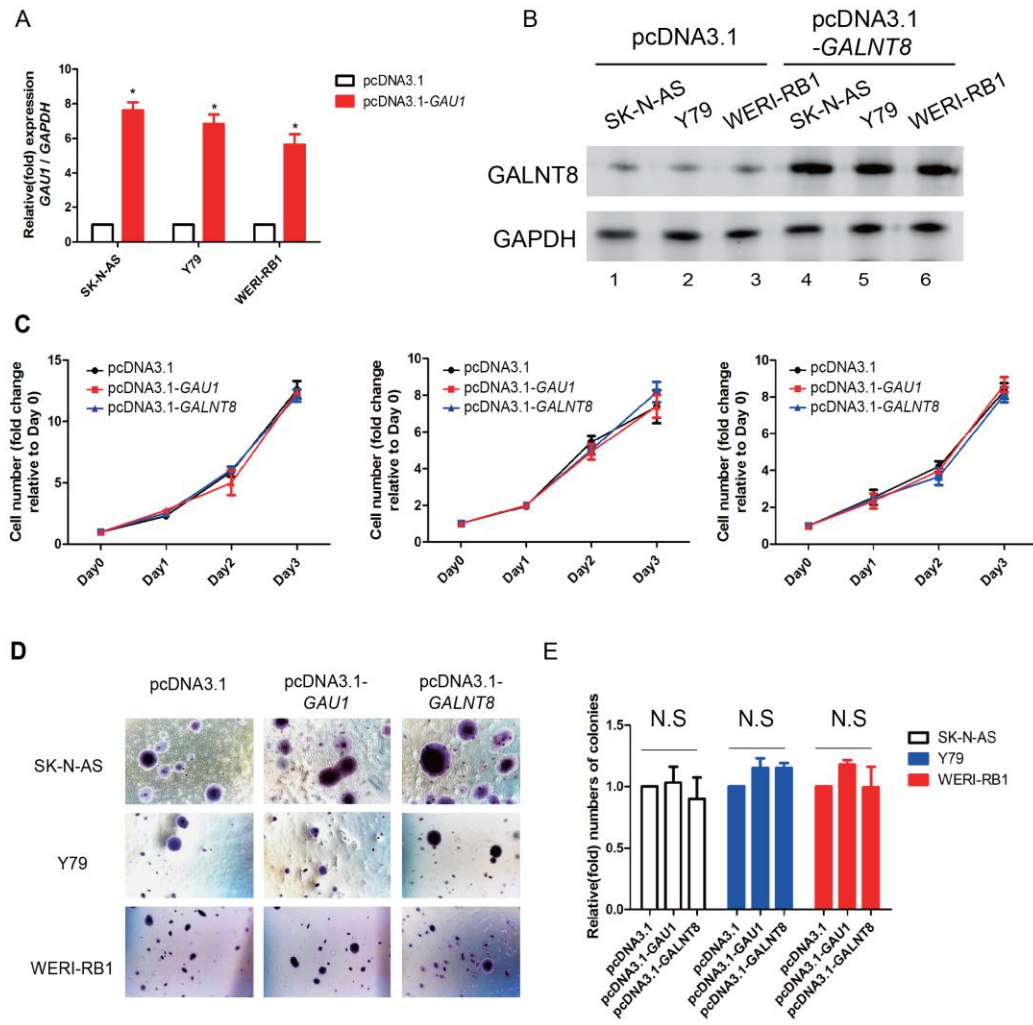 A
Relative(fold) expression
GAU1 / GAPDH
10
8
6
4
2
0
*
*
*
SK-N-AS
Y79
WERI-RB1
pcDNA3.1
pcDNA3.1-GAU1
B
pcDNA3.1
pcDNA3.1
-GALNT8
SK-N-AS
Y79
WERI-RB1
SK-N-AS
Y79
WERI-RB1
GALNT8
GAPDH
1 2 3 4 5 6
C
Cell number (fold change
relative to Day 0)
15
10
5
0
pcDNA3.1
pcDNA3.1-GAU1
pcDNA3.1-GALNT8
Day0
Day1
Day2
Day3
Cell number (fold change
relative to Day 0)
10
8
6
4
2
0
pcDNA3.1
pcDNA3.1-GAU1
pcDNA3.1-GALNT8
Day0
Day1
Day2
Day3
Cell number (fold change
relative to Day 0)
10
8
6
4
2
0
pcDNA3.1
pcDNA3.1-GAU1
pcDNA3.1-GALNT8
Day0
Day1
Day2
Day3
D
pcDNA3.1
pcDNA3.1-
GAU1
pcDNA3.1-
GALNT8
SK-N-AS
Y79
WERI-RB1
E
Relative(fold) numbers of colonies
1.5
1.0
0.5
0.0
N.S
N.S
N.S
SK-N-AS
Y79
WERI-RB1
pcDNA3.1
pcDNA3.1-GAU1
pcDNA3.1-GALNT8
pcDNA3.1
pcDNA3.1-GAU1
pcDNA3.1-GALNT8
pcDNA3.1
pcDNA3.1-GAU1
pcDNA3.1-GALNT8